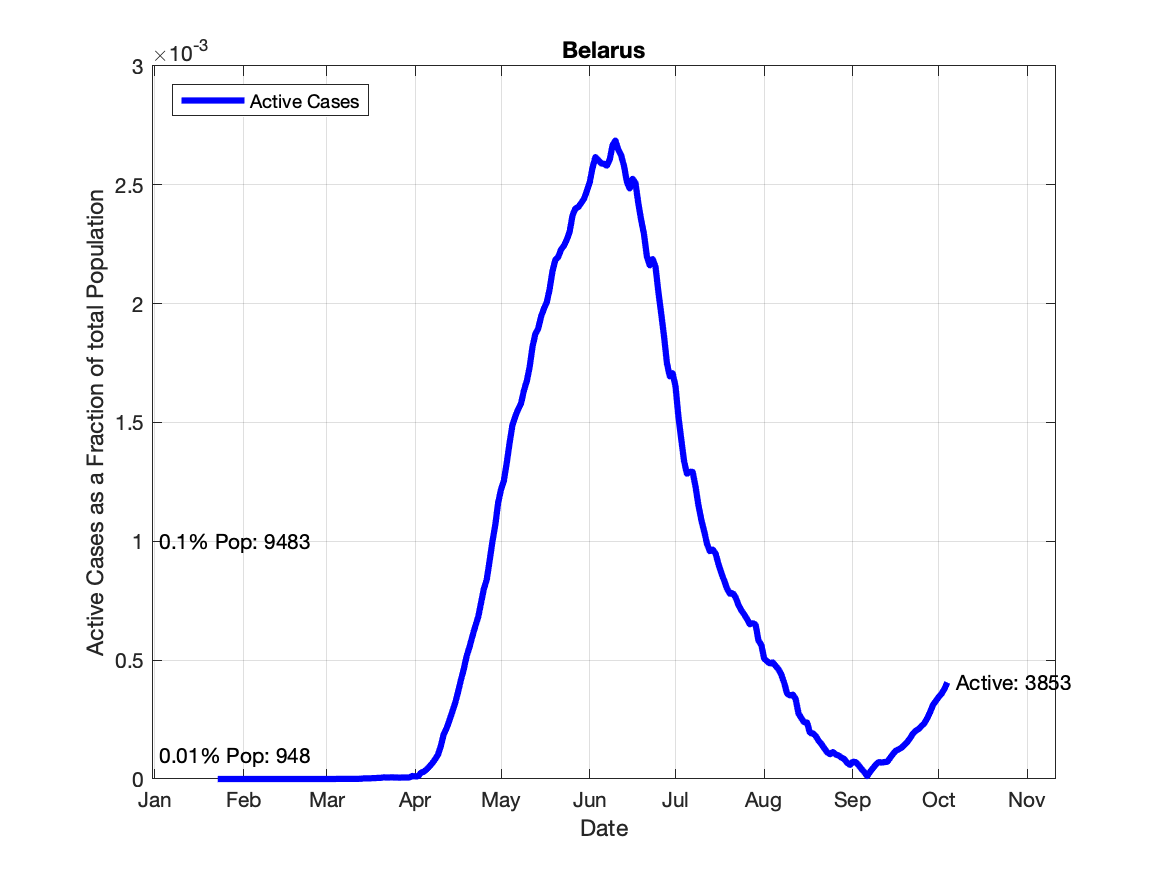 Belarus
×10-3
3
2.5
2
1.5
1
0.5
0
Active Cases as a Fraction of total Population
Active Cases
0.1% Pop: 9483
0.01% Pop: 948
Active: 3853
Jan Feb Mar Apr May Jun Jul Aug Sep Oct Nov
Date